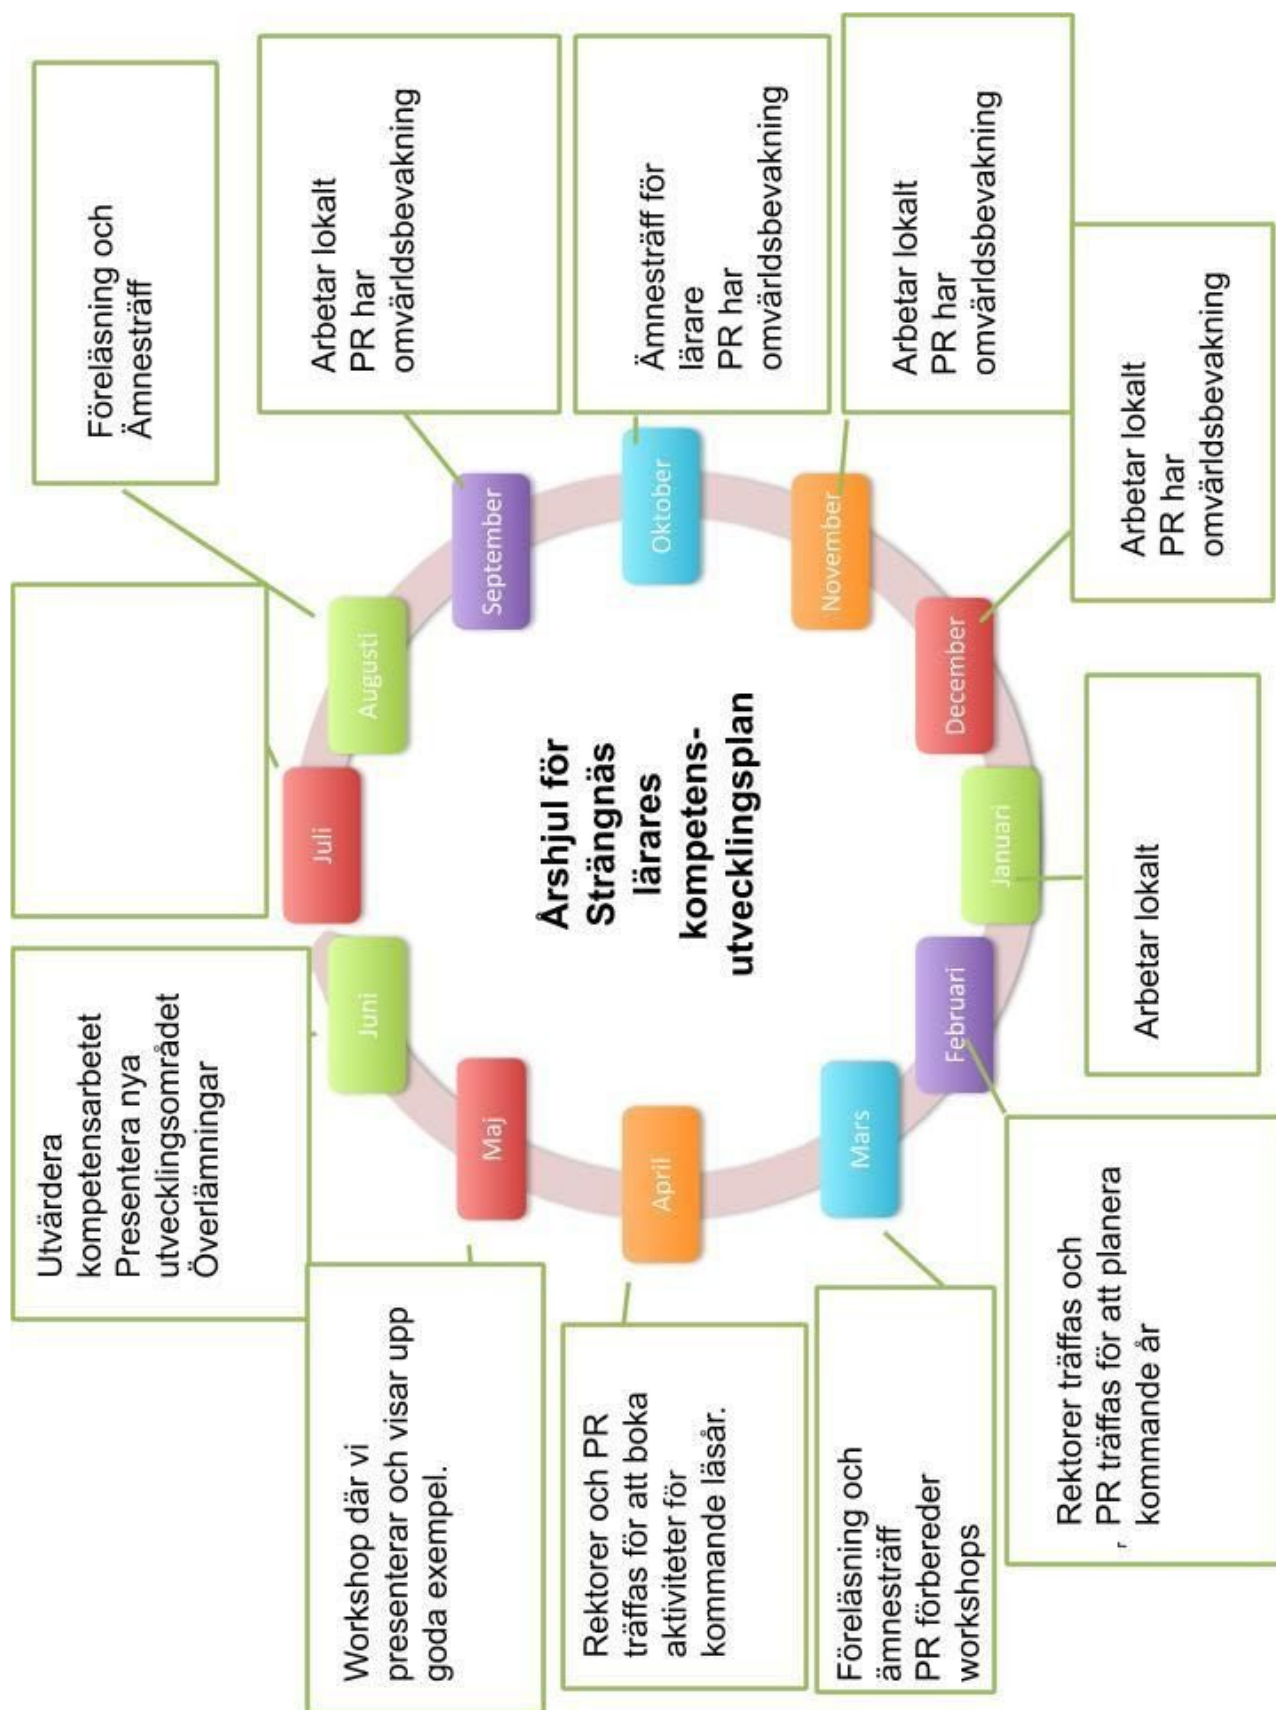 Utvärdera
kompetensarbetet
Presentera nya
utvecklingsområdet
Överlämningar
Föreläsning och
Ämnesträff
Workshop där vi
presenterar och visar upp
goda exempel.
Arbetar lokalt
PR har
omvärldsbevakning
Rektorer och PR
träffas för att boka
aktiviteter för
kommande läsår.
Ämnesträff för
lärare
PR har
omvärldsbevakning
Föreläsning och
ämnesträff
PR förbereder
workshops
Arbetar lokalt
PR har
omvärldsbevakning
Rektorer träffas och
PR träffas för att planera
kommande år
r
Arbetar lokalt
Arbetar lokalt
PR har
omvärldsbevakning
Årshjul för
Strängnäs
lärares
kompetens-
utvecklingsplan
Juli
Augusti
September
Oktober
November
December
Januari
Februari
Mars
April
Maj
Juni